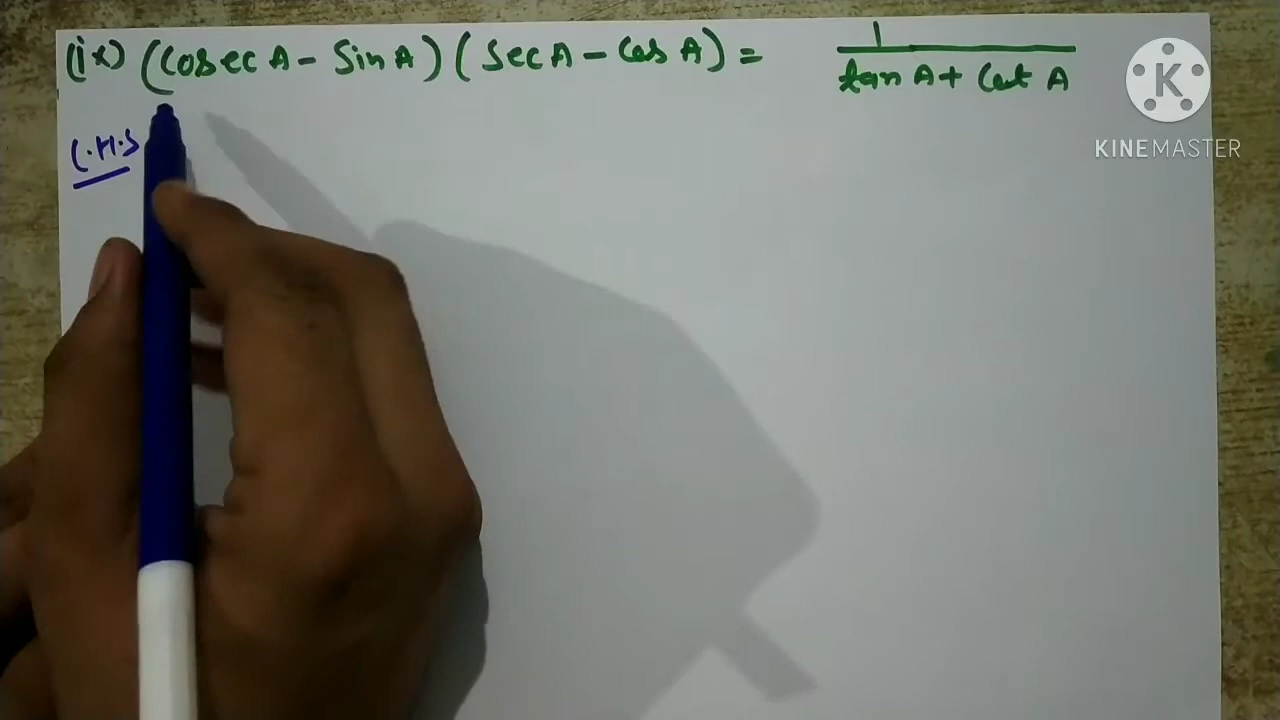 (ix) (Cosec A - Sin A) (Sec A - Cos A) = 1 / tan A + Cot A
L.H.S
K
KINEMASTER